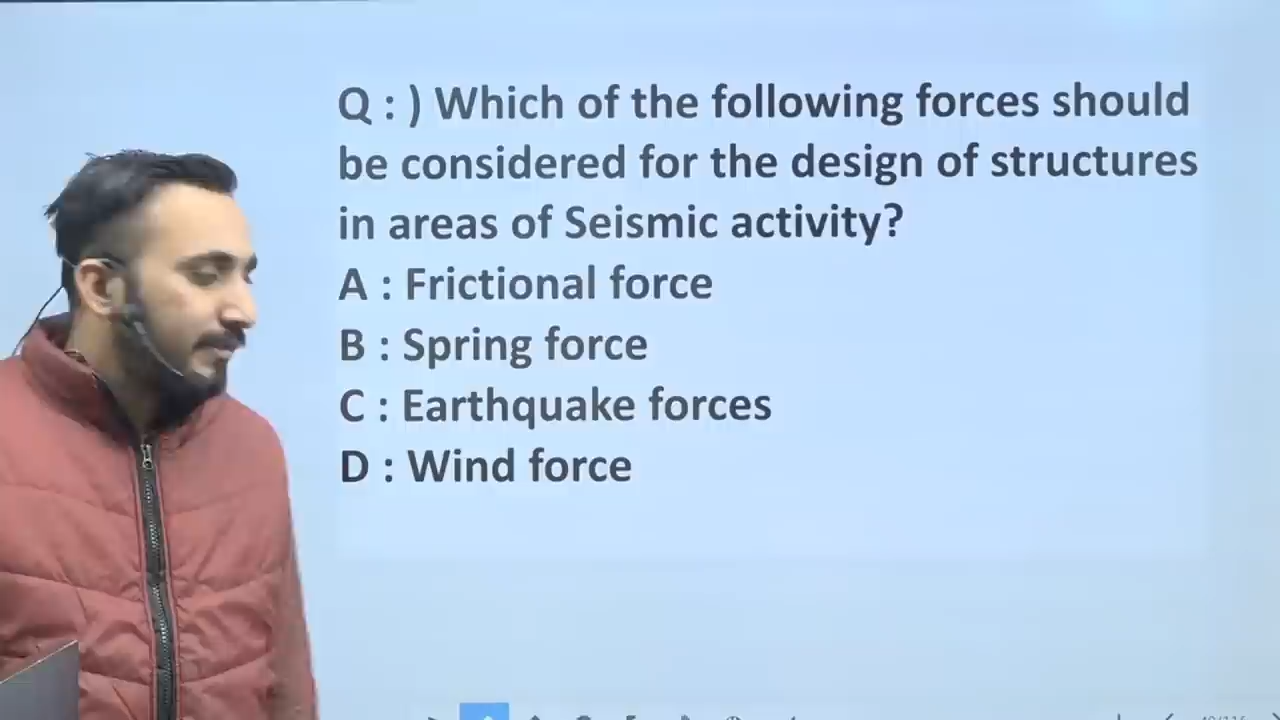 Q : ) Which of the following forces should
be considered for the design of structures
in areas of Seismic activity?
A : Frictional force
B : Spring force
C : Earthquake forces
D : Wind force